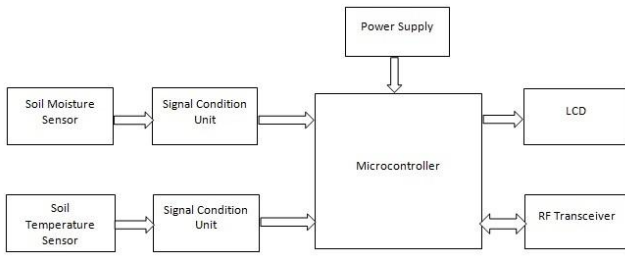 Power Supply
Soil Moisture
Sensor
Signal Condition
Unit
LCD
Microcontroller
Soil
Temperature
Sensor
Signal Condition
Unit
RF Transceiver